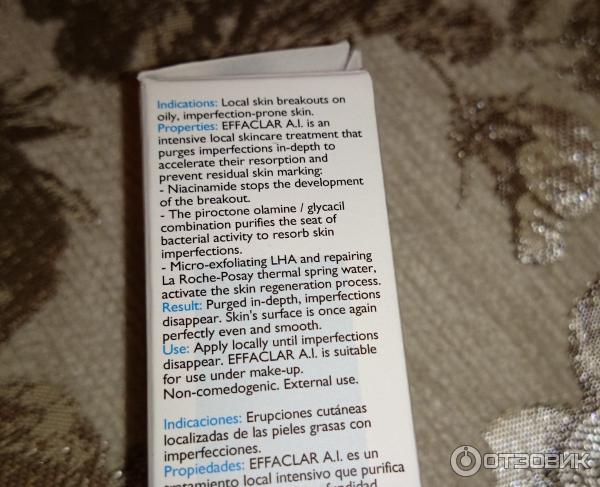 Indications: Local skin breakouts on
oily, imperfection-prone skin.
Properties: EFFACLAR A.I. is an
intensive local skincare treatment that
purges imperfections in-depth to
accelerate their resorption and
prevent residual skin marking:
- Niacinamide stops the development
of the breakout.
- The piroctone olamine / glycacil
combination purifies the seat of
bacterial activity to resorb skin
imperfections.
- Micro-exfoliating LHA and repairing
La Roche-Posay thermal spring water,
activate the skin regeneration process.
Result: Purged in-depth, imperfections
disappear. Skin's surface is once again
perfectly even and smooth.
Use: Apply locally until imperfections
disappear. EFFACLAR A.I. is suitable
for use under make-up.
Non-comedogenic. External use.
Indicaciones: Erupciones cutáneas
localizadas de las pieles grasas con
imperfecciones.
Propiedades: EFFACLAR A.I. es un
tratamiento local intensivo que purifica
ОТЗОВИК